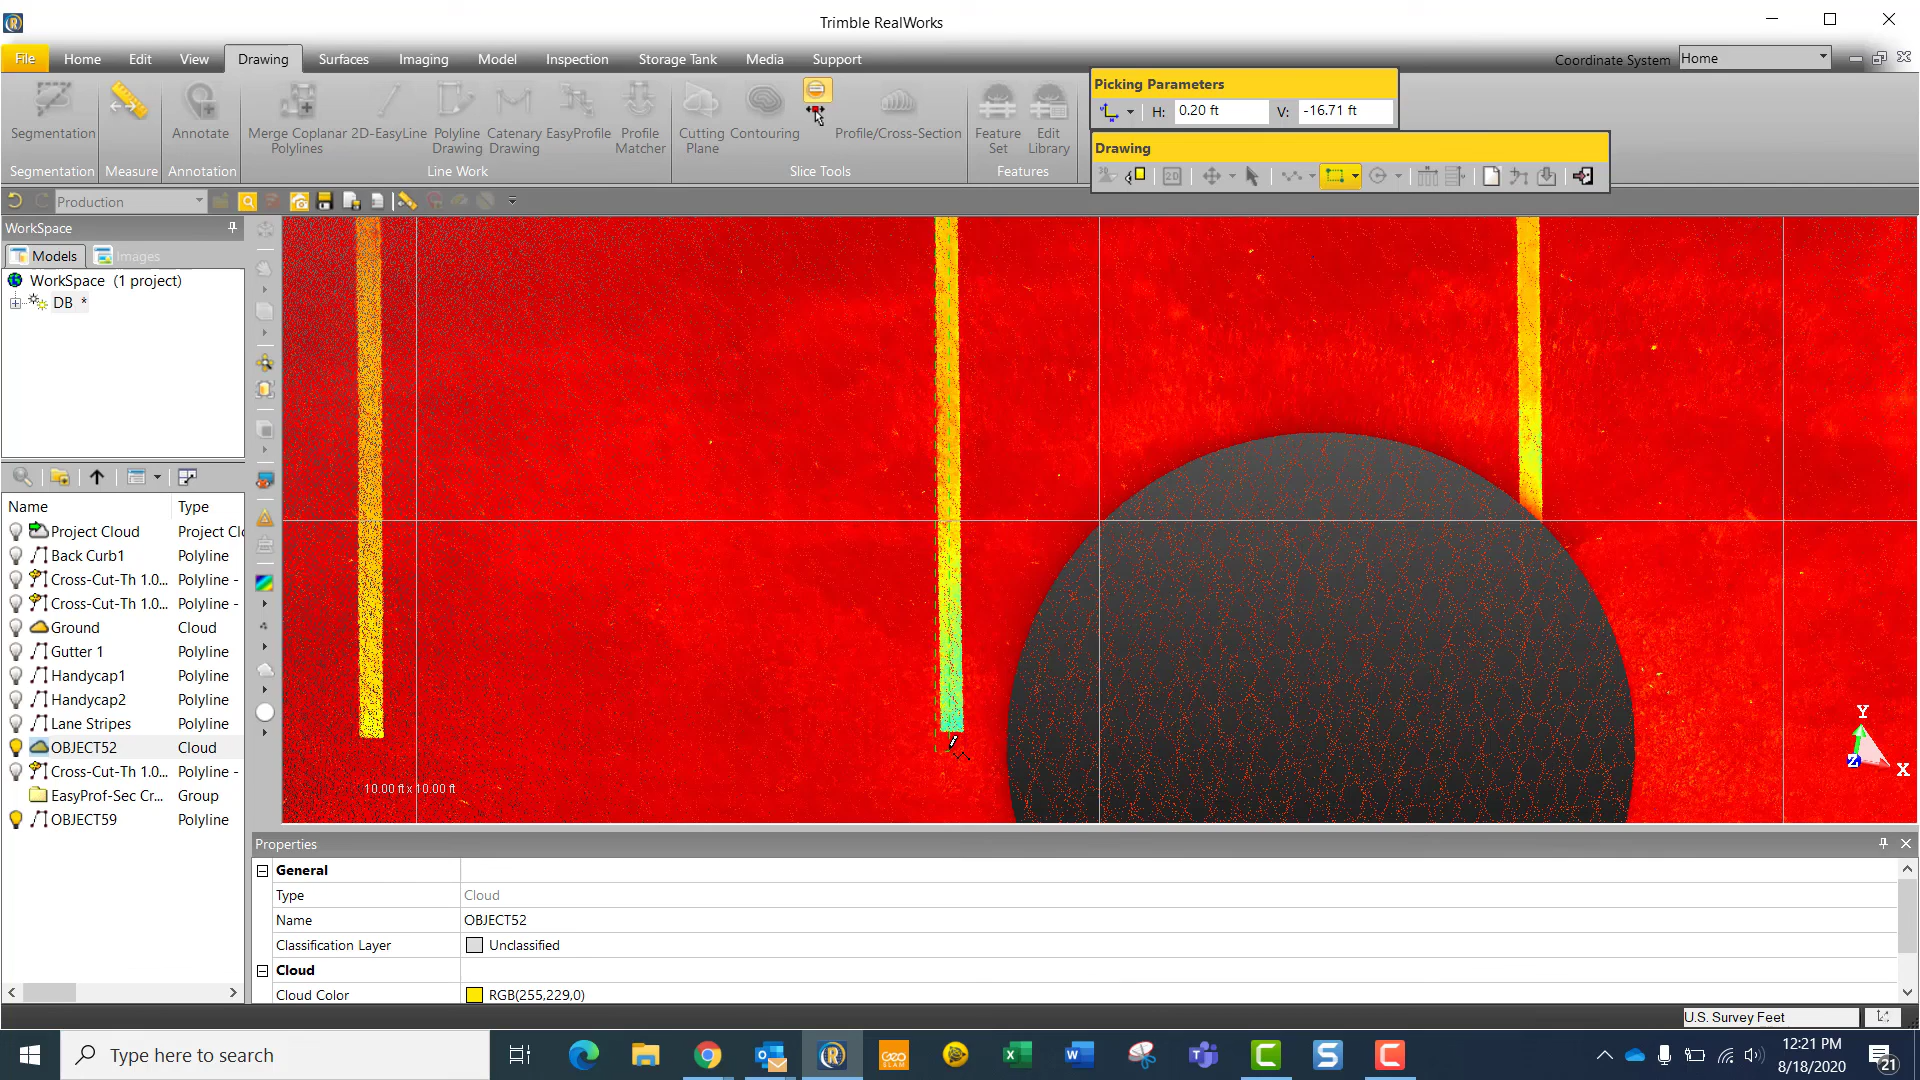 Trimble RealWorks
File Home Edit View Drawing Surfaces Imaging Model Inspection Storage Tank Media Support
Coordinate System Home
Picking Parameters
H: 0.20 ft V: -16.71 ft
Drawing
2D
Segmentation
Annotate
Merge Coplanar Polylines
2D-EasyLine
Polyline Drawing
Catenary Drawing
EasyProfile
Profile Matcher
Cutting Plane
Contouring
Profile/Cross-Section
Feature Set
Edit Library
Segmentation Measure Annotation Line Work Slice Tools Features
Production
WorkSpace
Models Images
WorkSpace (1 project)
DB *
Name Type
Project Cloud Project Clo
Back Curb1 Polyline
Cross-Cut-Th 1.0... Polyline -
Cross-Cut-Th 1.0... Polyline -
Ground Cloud
Gutter 1 Polyline
Handycap1 Polyline
Handycap2 Polyline
Lane Stripes Polyline
OBJECT52 Cloud
Cross-Cut-Th 1.0... Polyline -
EasyProf-Sec Cr... Group
OBJECT59 Polyline
10.00 ft x 10.00 ft
Y
Z
X
Properties
General
Type Cloud
Name OBJECT52
Classification Layer Unclassified
Cloud
Cloud Color RGB(255,229,0)
U.S. Survey Feet
Type here to search
GEO
SLAM
12:21 PM
8/18/2020
21